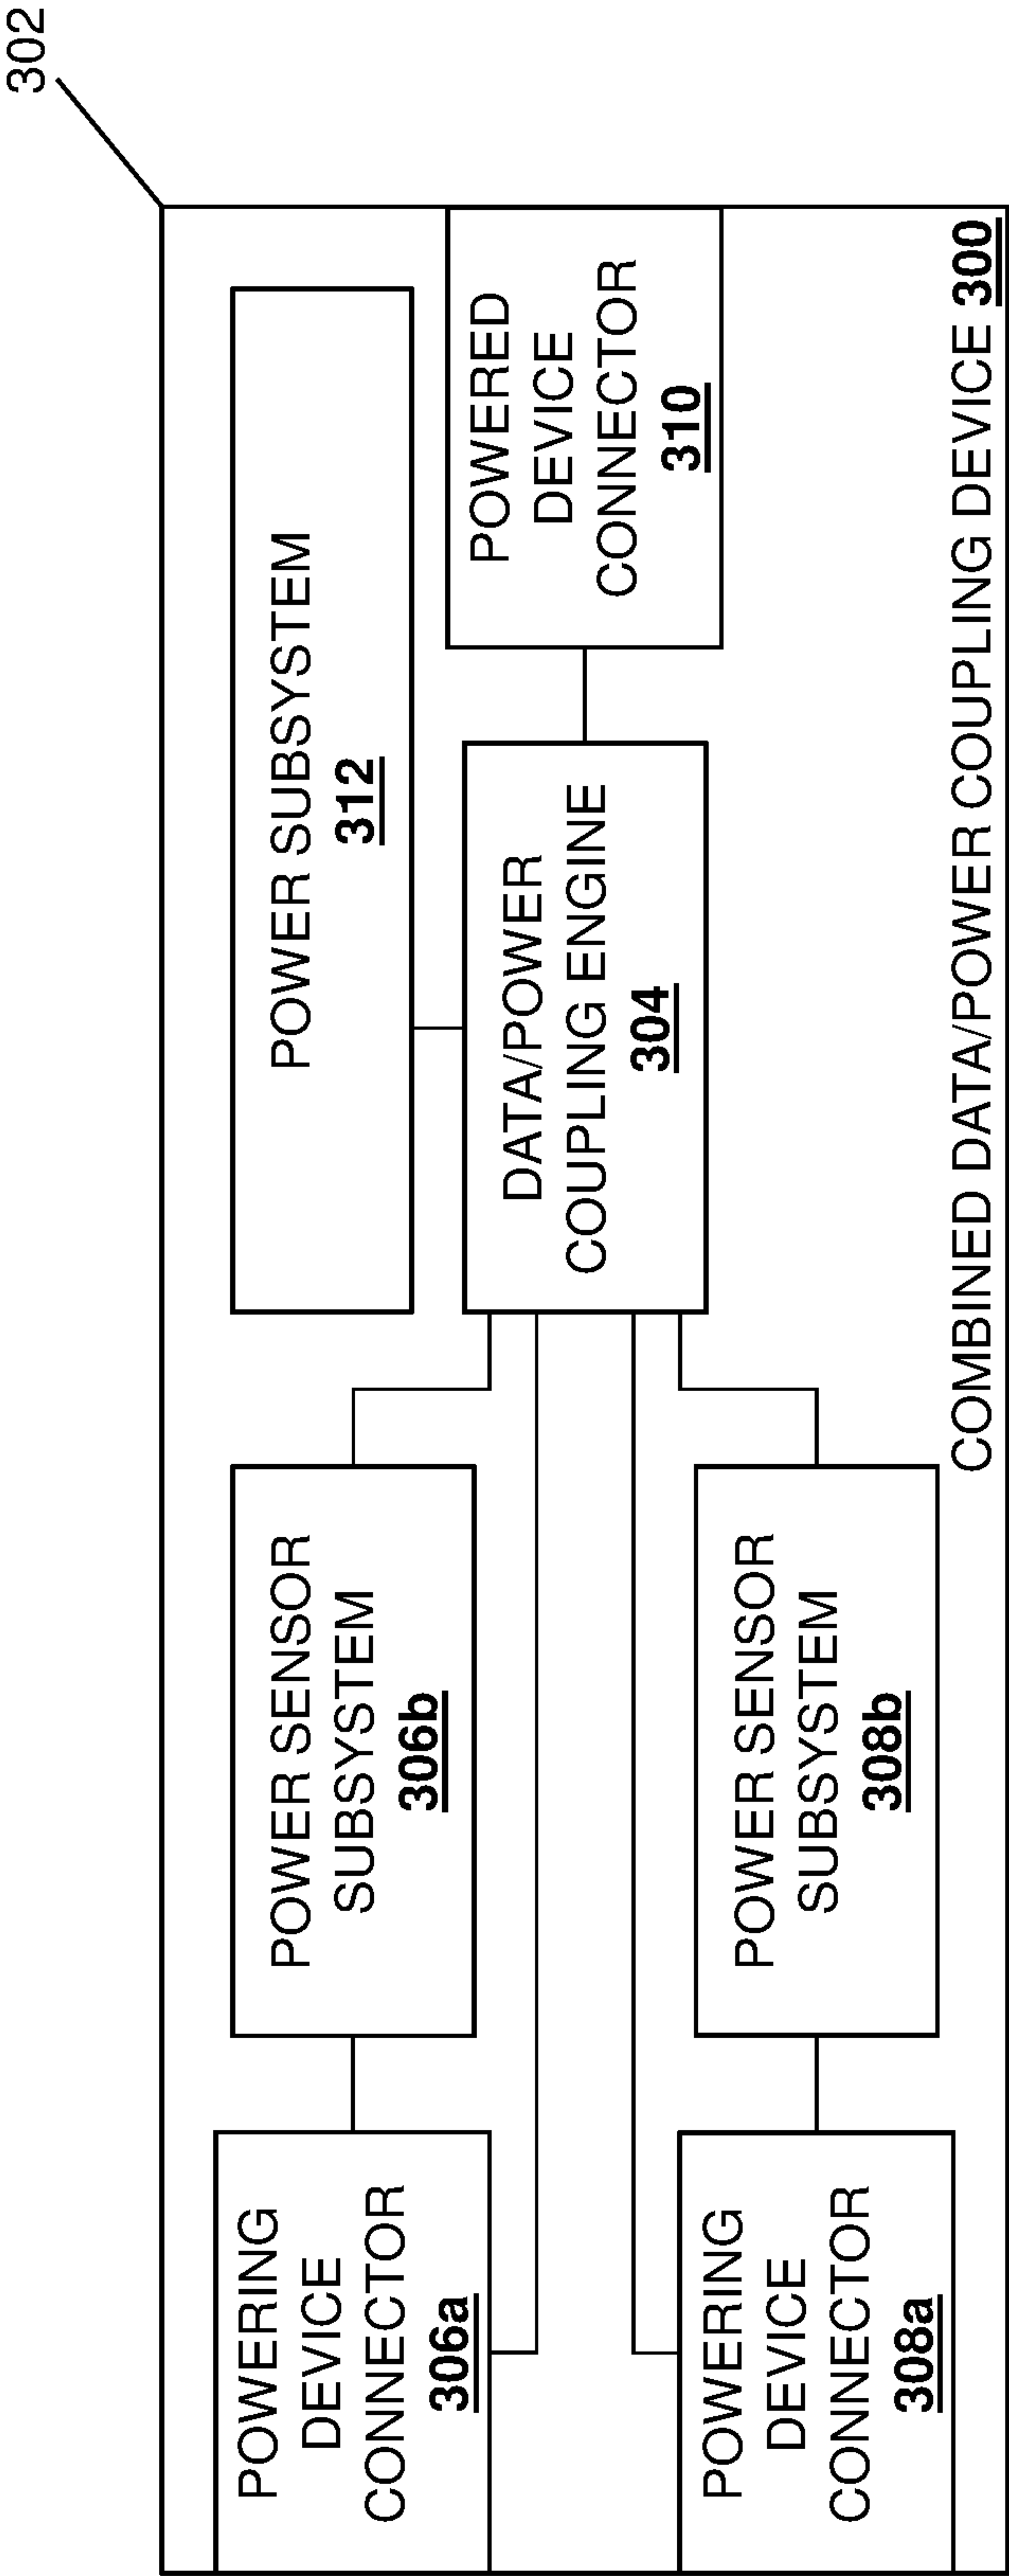 302
POWER SUBSYSTEM
312
POWERED
DEVICE
CONNECTOR
310
DATA/POWER
COUPLING ENGINE
304
POWER SENSOR
SUBSYSTEM
306b
POWER SENSOR
SUBSYSTEM
308b
POWERING
DEVICE
CONNECTOR
306a
POWERING
DEVICE
CONNECTOR
308a
COMBINED DATA/POWER COUPLING DEVICE 300